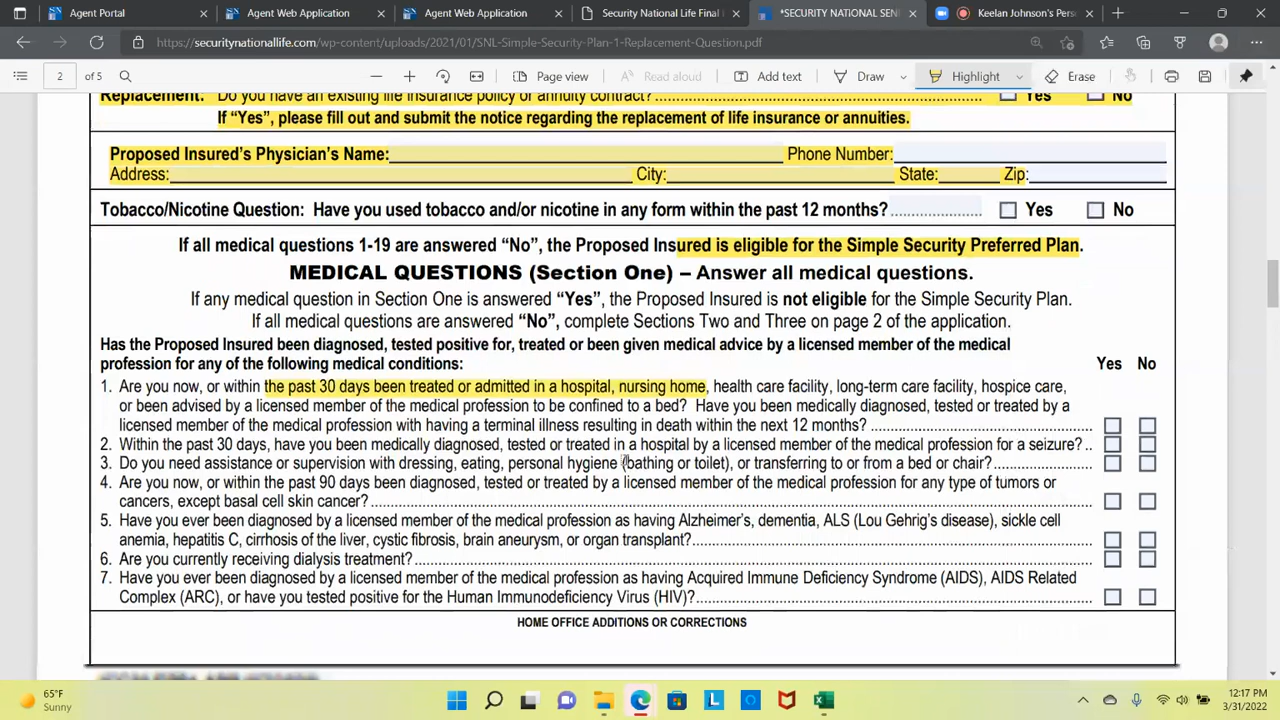 Agent Portal
Agent Web Application
Agent Web Application
Security National Life Final
*SECURITY NATIONAL SEN
Keelan Johnson's Pers
https://securitynationallife.com/wp-content/uploads/2021/01/SNL-Simple-Security-Plan-1-Replacement-Question.pdf
2 of 5
Page view
Read aloud
Add text
Draw
Highlight
Erase
Replacement: Do you have an existing life insurance policy or annuity contract? Yes No
If “Yes”, please fill out and submit the notice regarding the replacement of life insurance or annuities.
Proposed Insured’s Physician’s Name: Phone Number:
Address: City: State: Zip:
Tobacco/Nicotine Question: Have you used tobacco and/or nicotine in any form within the past 12 months? Yes No
If all medical questions 1-19 are answered “No”, the Proposed Insured is eligible for the Simple Security Preferred Plan.
MEDICAL QUESTIONS (Section One) – Answer all medical questions.
If any medical question in Section One is answered “Yes”, the Proposed Insured is not eligible for the Simple Security Plan.
If all medical questions are answered “No”, complete Sections Two and Three on page 2 of the application.
Has the Proposed Insured been diagnosed, tested positive for, treated or been given medical advice by a licensed member of the medical
profession for any of the following medical conditions: Yes No
1. Are you now, or within the past 30 days been treated or admitted in a hospital, nursing home, health care facility, long-term care facility, hospice care,
or been advised by a licensed member of the medical profession to be confined to a bed? Have you been medically diagnosed, tested or treated by a
licensed member of the medical profession with having a terminal illness resulting in death within the next 12 months?
2. Within the past 30 days, have you been medically diagnosed, tested or treated in a hospital by a licensed member of the medical profession for a seizure?
3. Do you need assistance or supervision with dressing, eating, personal hygiene (bathing or toilet), or transferring to or from a bed or chair?
4. Are you now, or within the past 90 days been diagnosed, tested or treated by a licensed member of the medical profession for any type of tumors or
cancers, except basal cell skin cancer?
5. Have you ever been diagnosed by a licensed member of the medical profession as having Alzheimer’s, dementia, ALS (Lou Gehrig’s disease), sickle cell
anemia, hepatitis C, cirrhosis of the liver, cystic fibrosis, brain aneurysm, or organ transplant?
6. Are you currently receiving dialysis treatment?
7. Have you ever been diagnosed by a licensed member of the medical profession as having Acquired Immune Deficiency Syndrome (AIDS), AIDS Related
Complex (ARC), or have you tested positive for the Human Immunodeficiency Virus (HIV)?
HOME OFFICE ADDITIONS OR CORRECTIONS
65°F
Sunny
12:17 PM
3/31/2022